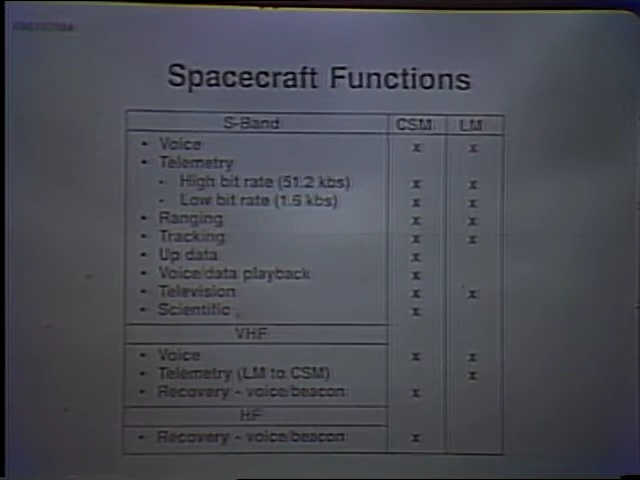 Spacecraft Functions
S-Band CSM LM
• Voice x x
• Telemetry
- High bit rate (51.2 kbs) x x
- Low bit rate (1.6 kbs) x x
• Ranging x x
• Tracking x x
• Up data x
• Voice/data playback x
• Television x x
• Scientific x
VHF
• Voice x x
• Telemetry (LM to CSM) x
• Recovery - voice/beacon x
HF
• Recovery - voice/beacon x